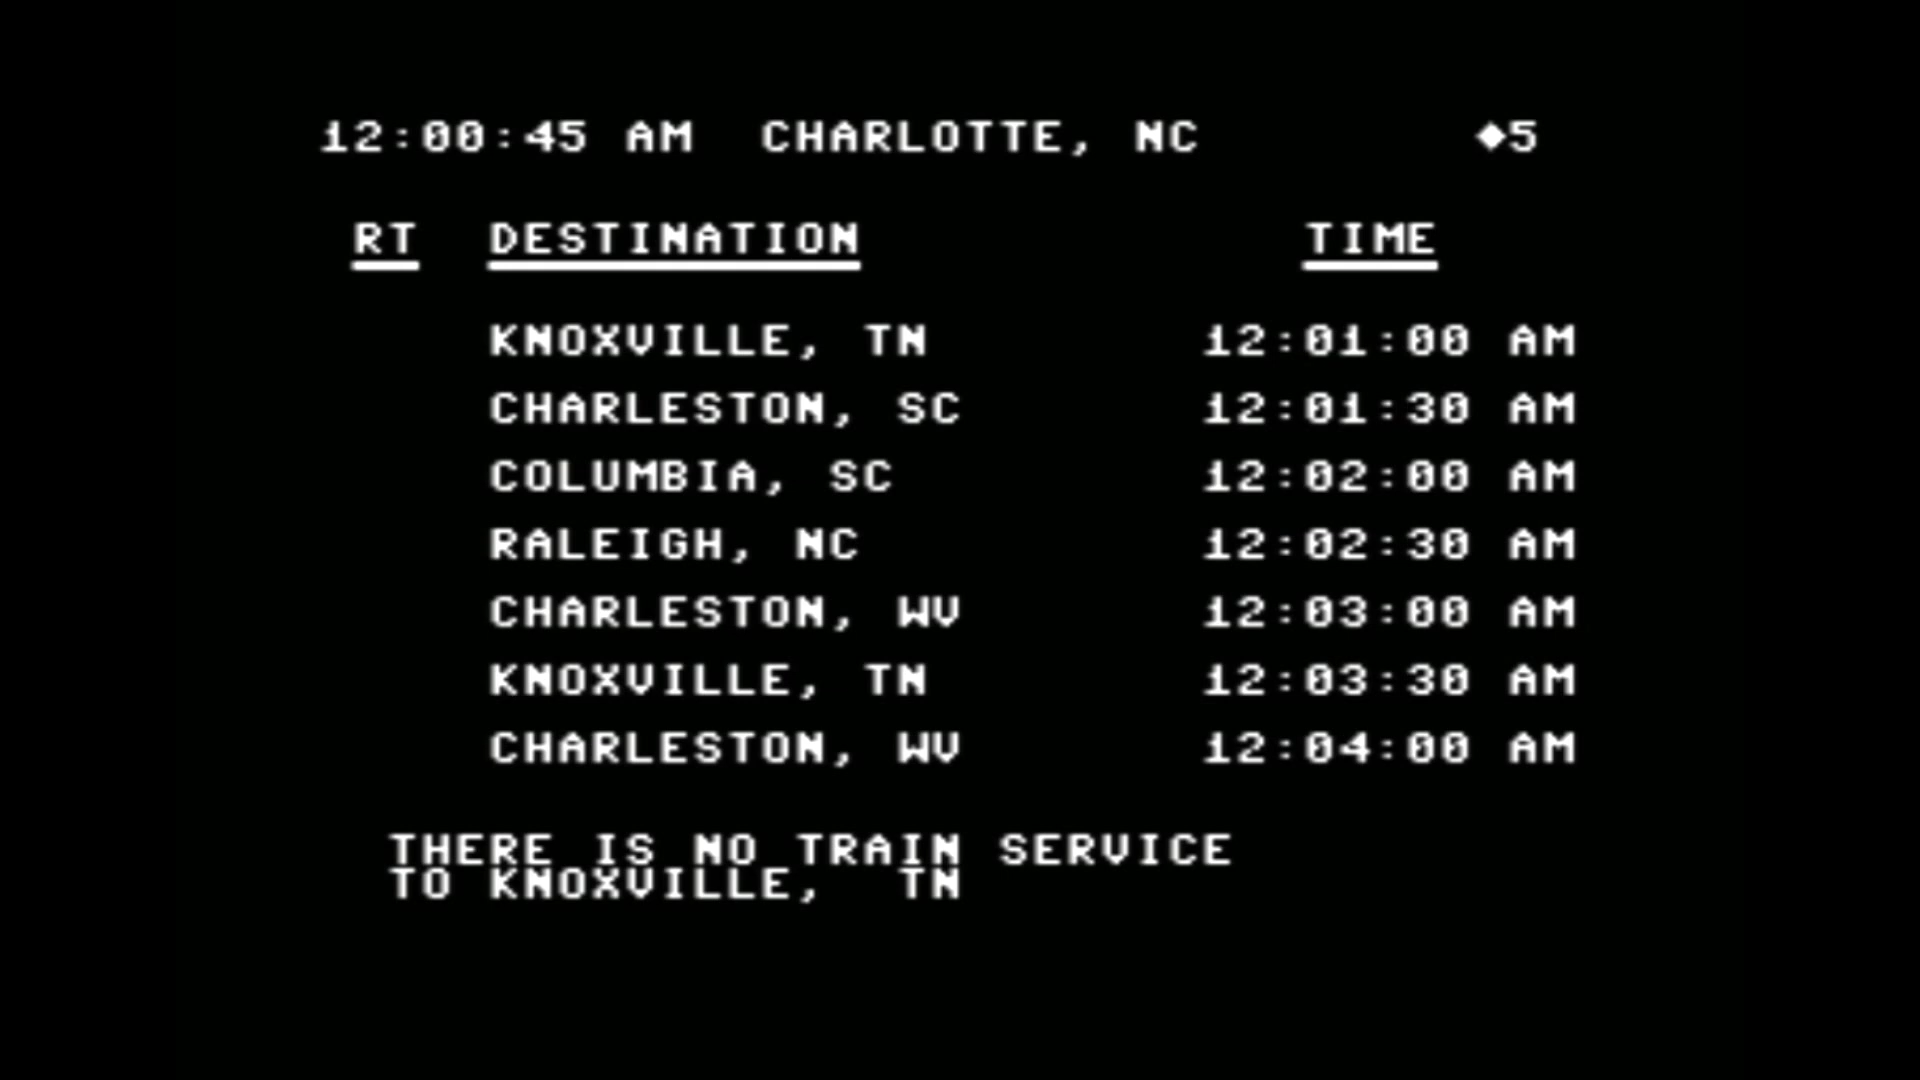 12:00:45 AM CHARLOTTE, NC ◆5
RT DESTINATION TIME
KNOXVILLE, TN 12:01:00 AM
CHARLESTON, SC 12:01:30 AM
COLUMBIA, SC 12:02:00 AM
RALEIGH, NC 12:02:30 AM
CHARLESTON, WV 12:03:00 AM
KNOXVILLE, TN 12:03:30 AM
CHARLESTON, WV 12:04:00 AM
THERE IS NO TRAIN SERVICE
TO KNOXVILLE, TN